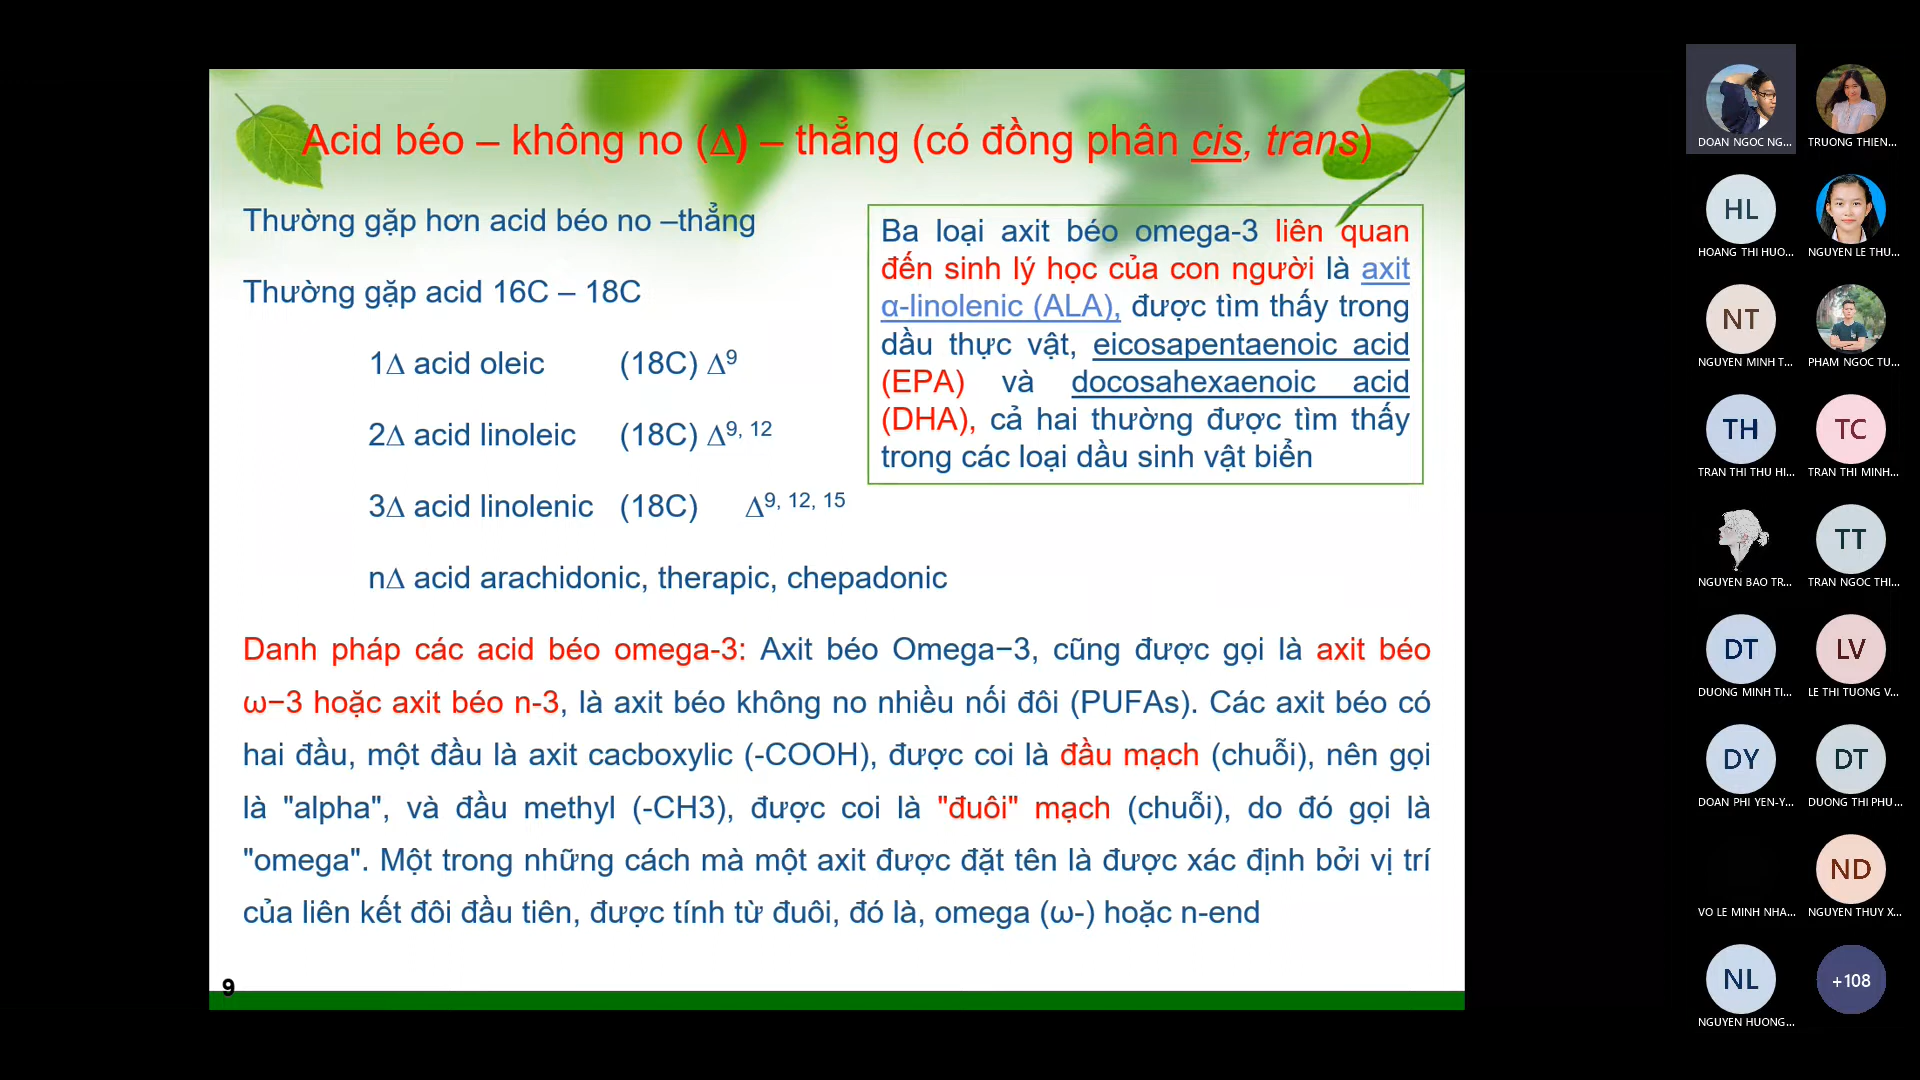 Acid béo – không no (Δ) – thẳng (có đồng phân cis, trans)
Thường gặp hơn acid béo no –thẳng
Thường gặp acid 16C – 18C
1Δ acid oleic (18C) Δ9
2Δ acid linoleic (18C) Δ9, 12
3Δ acid linolenic (18C) Δ9, 12, 15
nΔ acid arachidonic, therapic, chepadonic
Ba loại axit béo omega-3 liên quan
đến sinh lý học của con người là axit
α-linolenic (ALA), được tìm thấy trong
dầu thực vật, eicosapentaenoic acid
(EPA) và docosahexaenoic acid
(DHA), cả hai thường được tìm thấy
trong các loại dầu sinh vật biển
Danh pháp các acid béo omega-3: Axit béo Omega−3, cũng được gọi là axit béo
ω−3 hoặc axit béo n-3, là axit béo không no nhiều nối đôi (PUFAs). Các axit béo có
hai đầu, một đầu là axit cacboxylic (-COOH), được coi là đầu mạch (chuỗi), nên gọi
là "alpha", và đầu methyl (-CH3), được coi là "đuôi" mạch (chuỗi), do đó gọi là
"omega". Một trong những cách mà một axit được đặt tên là được xác định bởi vị trí
của liên kết đôi đầu tiên, được tính từ đuôi, đó là, omega (ω-) hoặc n-end
9
DOAN NGOC NG...
TRUONG THIEN...
HL
HOANG THI HUO...
NGUYEN LE THU...
NT
NGUYEN MINH T...
PHAM NGOC TU...
TH
TRAN THI THU HI...
TC
TRAN THI MINH...
NGUYEN BAO TR...
TT
TRAN NGOC THI...
DT
DUONG MINH TI...
LV
LE THI TUONG V...
DY
DOAN PHI YEN-Y...
DT
DUONG THI PHU...
VO LE MINH NHA...
ND
NGUYEN THUY X...
NL
NGUYEN HUONG...
+108